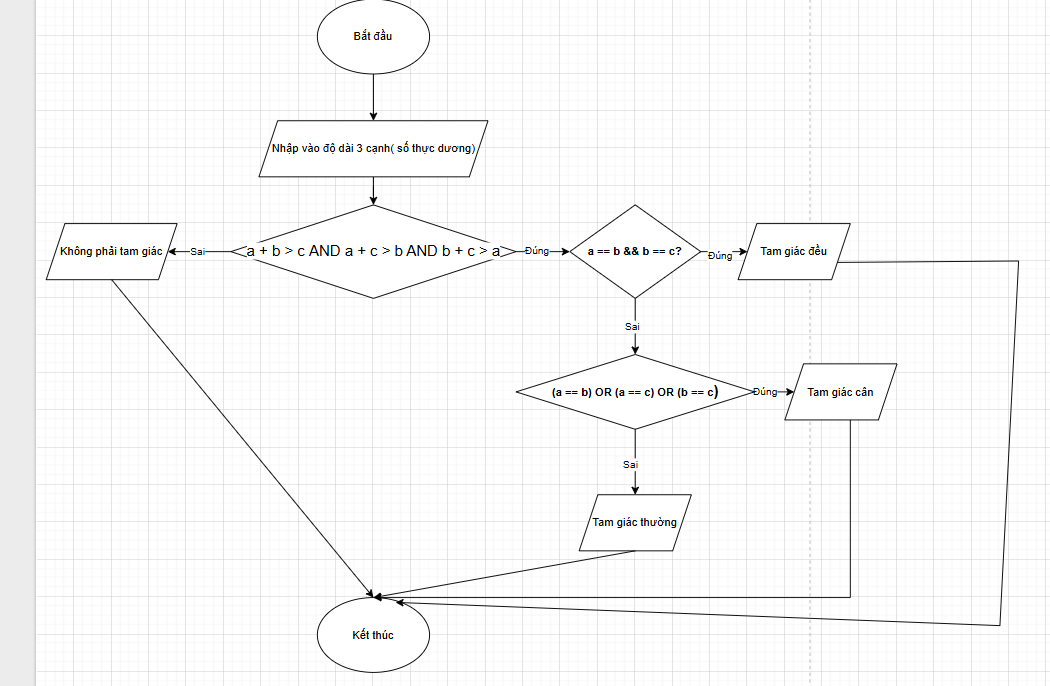 Bắt đầu
Nhập vào độ dài 3 cạnh( số thực dương)
Không phải tam giác
Sai
a + b > c AND a + c > b AND b + c > a
Đúng
a == b && b == c?
Đúng
Tam giác đều
Sai
(a == b) OR (a == c) OR (b == c)
Đúng
Tam giác cân
Sai
Tam giác thường
Kết thúc